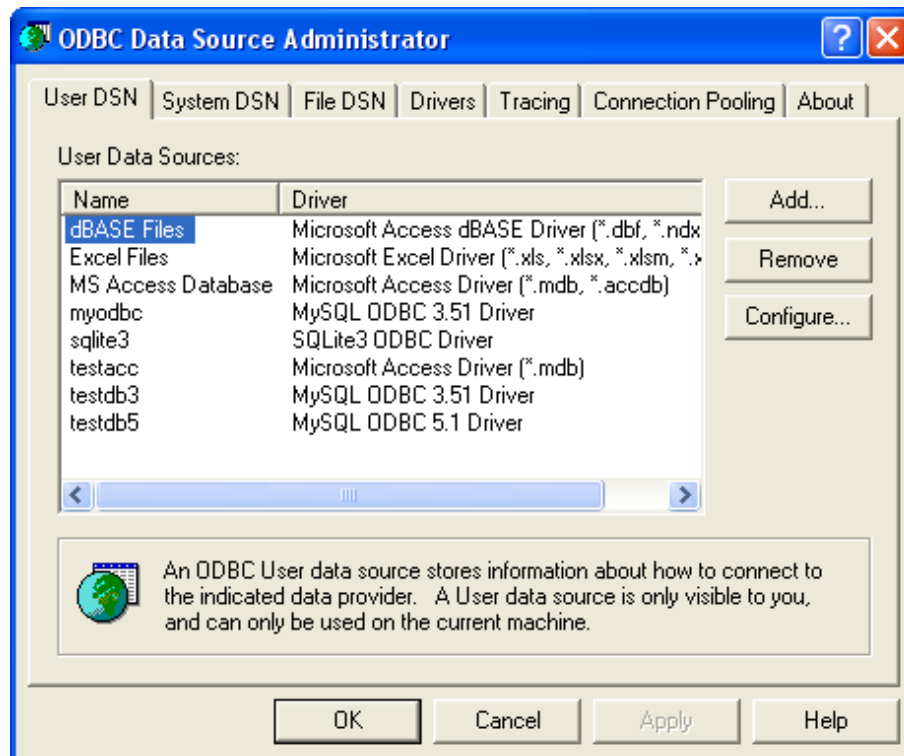 ODBC Data Source Administrator
User DSN System DSN File DSN Drivers Tracing Connection Pooling About
User Data Sources:
Name Driver
dBASE Files Microsoft Access dBASE Driver (*.dbf, *.ndx
Excel Files Microsoft Excel Driver (*.xls, *.xlsx, *.xlsm, *.x
MS Access Database Microsoft Access Driver (*.mdb, *.accdb)
myodbc MySQL ODBC 3.51 Driver
sqlite3 SQLite3 ODBC Driver
testacc Microsoft Access Driver (*.mdb)
testdb3 MySQL ODBC 3.51 Driver
testdb5 MySQL ODBC 5.1 Driver
Add...
Remove
Configure...
An ODBC User data source stores information about how to connect to
the indicated data provider. A User data source is only visible to you,
and can only be used on the current machine.
OK Cancel Apply Help